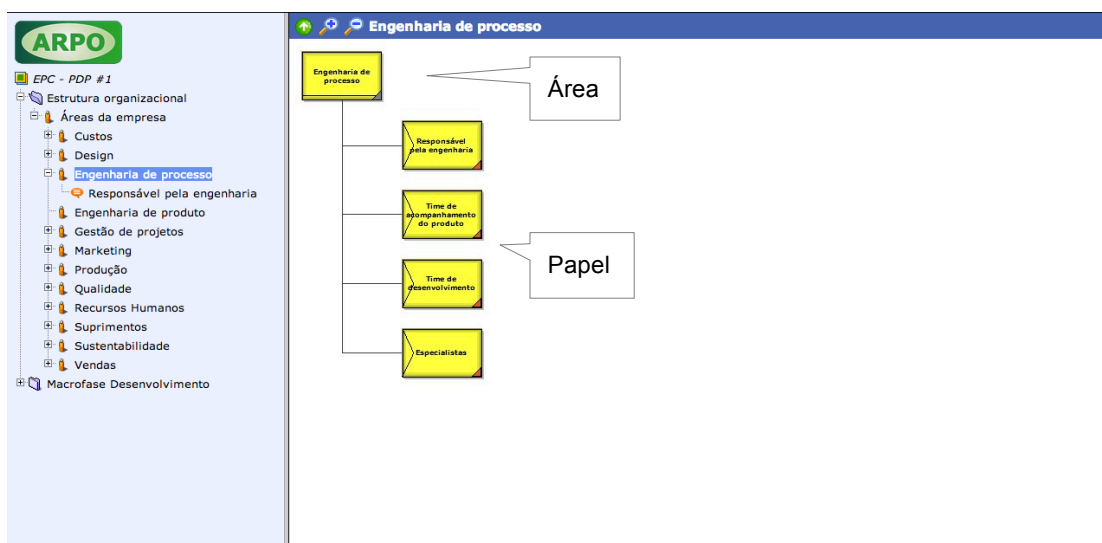 ARPO
EPC - PDP #1
Estrutura organizacional
Áreas da empresa
Custos
Design
Engenharia de processo
Responsável pela engenharia
Engenharia de produto
Gestão de projetos
Marketing
Produção
Qualidade
Recursos Humanos
Suprimentos
Sustentabilidade
Vendas
Macrofase Desenvolvimento
Engenharia de processo
Engenharia de
processo
Área
Responsável
pela engenharia
Time de
acompanhamento
do produto
Papel
Time de
desenvolvimento
Especialistas